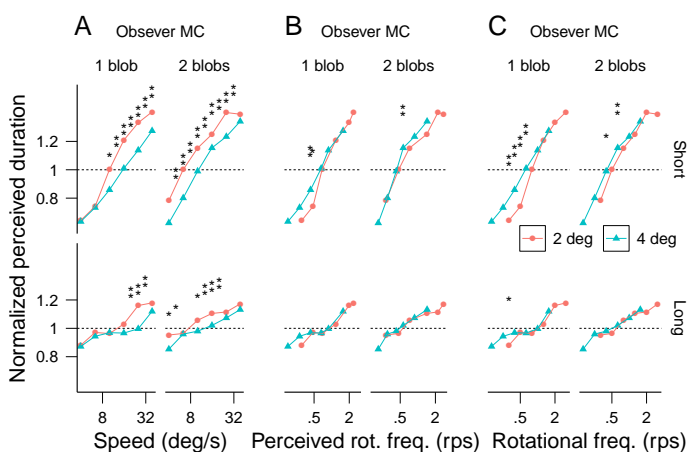 A B C
Obsever MC Obsever MC Obsever MC
1 blob 2 blobs 1 blob 2 blobs 1 blob 2 blobs
Normalized perceived duration
1.2
1
0.8
Short
2 deg 4 deg
1.2
1
0.8
Long
8 32 8 32 .5 2 .5 2 .5 2 .5 2
Speed (deg/s) Perceived rot. freq. (rps) Rotational freq. (rps)